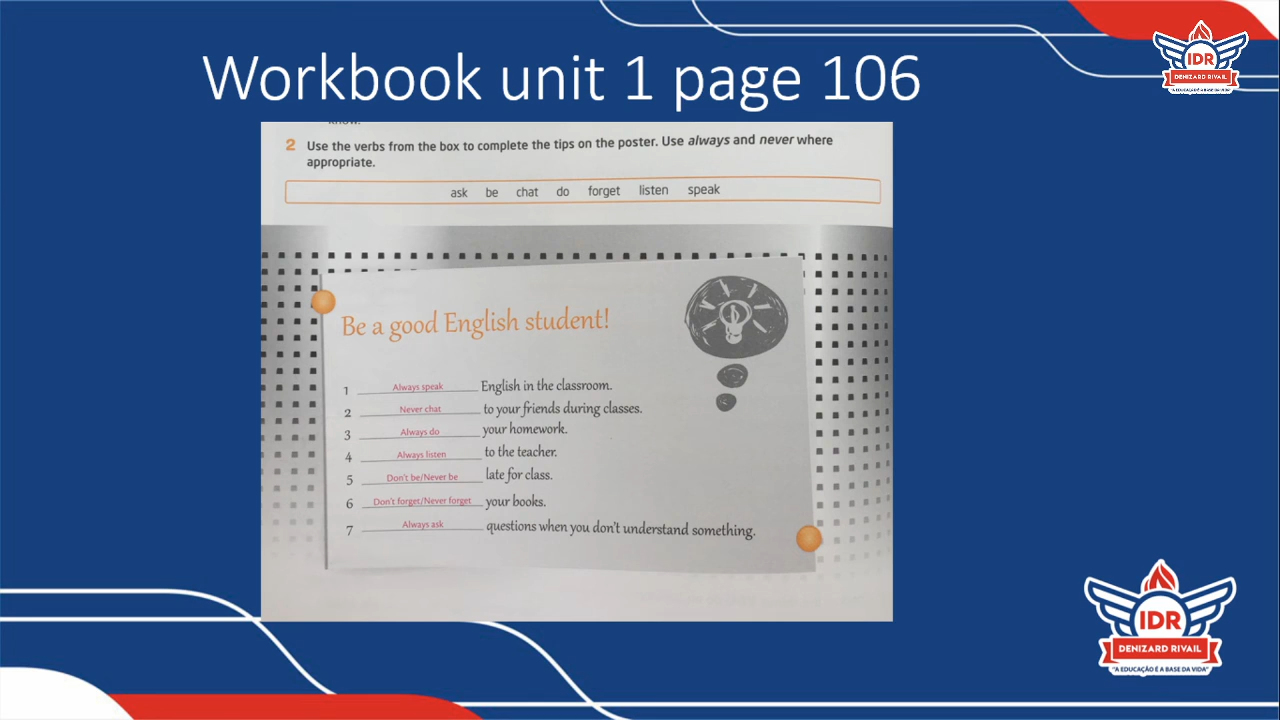 Workbook unit 1 page 106
know.
2 Use the verbs from the box to complete the tips on the poster. Use always and never where
appropriate.
ask be chat do forget listen speak
Be a good English student!
1 Always speak English in the classroom.
2 Never chat to your friends during classes.
3 Always do your homework.
4 Always listen to the teacher.
5 Don't be/Never be late for class.
6 Don't forget/Never forget your books.
7 Always ask questions when you don't understand something.
IDR
DENIZARD RIVAIL
"A EDUCAÇÃO É A BASE DA VIDA"
IDR
DENIZARD RIVAIL
"A EDUCAÇÃO É A BASE DA VIDA"